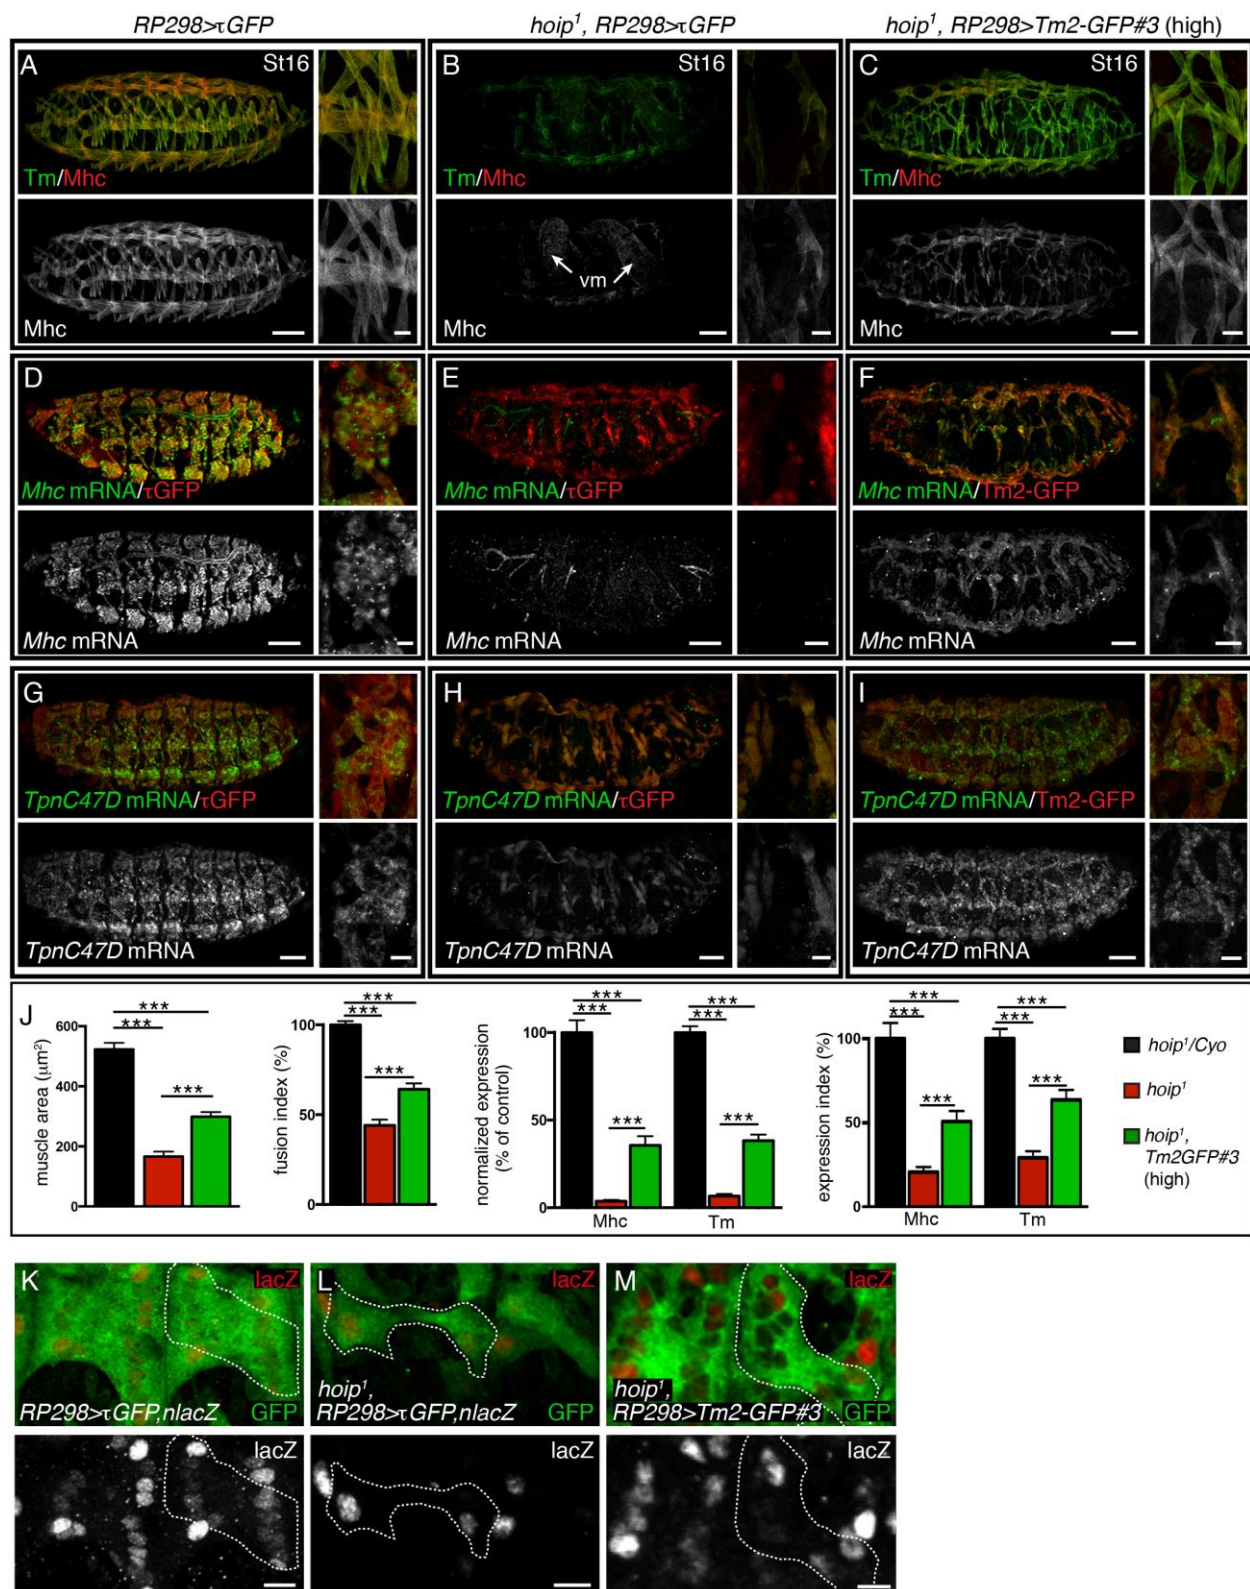 RP298>τGFP
hoip¹, RP298>τGFP
hoip¹, RP298>Tm2-GFP#3 (high)
A
St16
Tm/Mhc
Mhc
B
St16
Tm/Mhc
vm
Mhc
C
St16
Tm/Mhc
Mhc
D
Mhc mRNA/τGFP
Mhc mRNA
E
Mhc mRNA/τGFP
Mhc mRNA
F
Mhc mRNA/Tm2-GFP
Mhc mRNA
G
TpnC47D mRNA/τGFP
TpnC47D mRNA
H
TpnC47D mRNA/τGFP
TpnC47D mRNA
I
TpnC47D mRNA/Tm2-GFP
TpnC47D mRNA
J
muscle area (μm²)
600
400
200
0
***
***
***
fusion index (%)
100
50
0
***
***
***
normalized expression
(% of control)
100
50
0
***
***
***
***
***
***
Mhc
Tm
expression index (%)
100
50
0
***
***
***
***
***
***
Mhc
Tm
hoip¹/Cyo
hoip¹
hoip¹,
Tm2GFP#3
(high)
K
lacZ
RP298>τGFP,nlacZ
GFP
lacZ
L
lacZ
hoip¹,
RP298>τGFP,nlacZ
GFP
lacZ
M
lacZ
hoip¹,
RP298>Tm2-GFP#3
GFP
lacZ